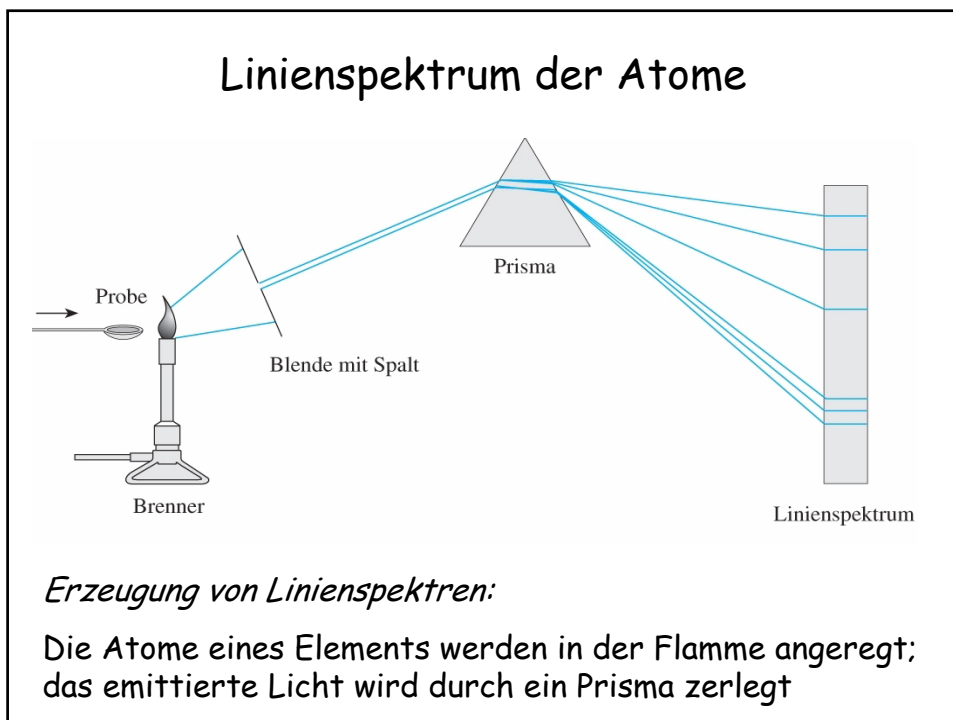 Linienspektrum der Atome
Prisma
Probe
Blende mit Spalt
Brenner
Linienspektrum
Erzeugung von Linienspektren:
Die Atome eines Elements werden in der Flamme angeregt;
das emittierte Licht wird durch ein Prisma zerlegt